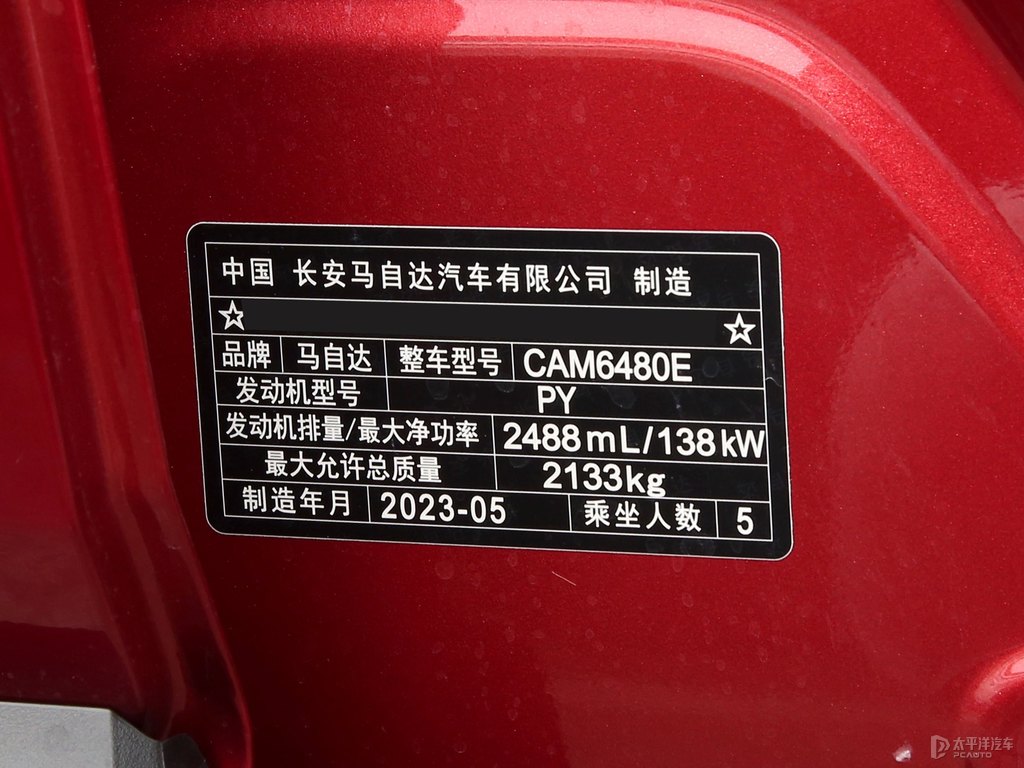 中国 长安马自达汽车有限公司 制造
☆ ☆
品牌 马自达 整车型号 CAM6480E
发动机型号 PY
发动机排量/最大净功率 2488mL/138kW
最大允许总质量 2133kg
制造年月 2023-05 乘坐人数 5
太平洋汽车
PCAUTO